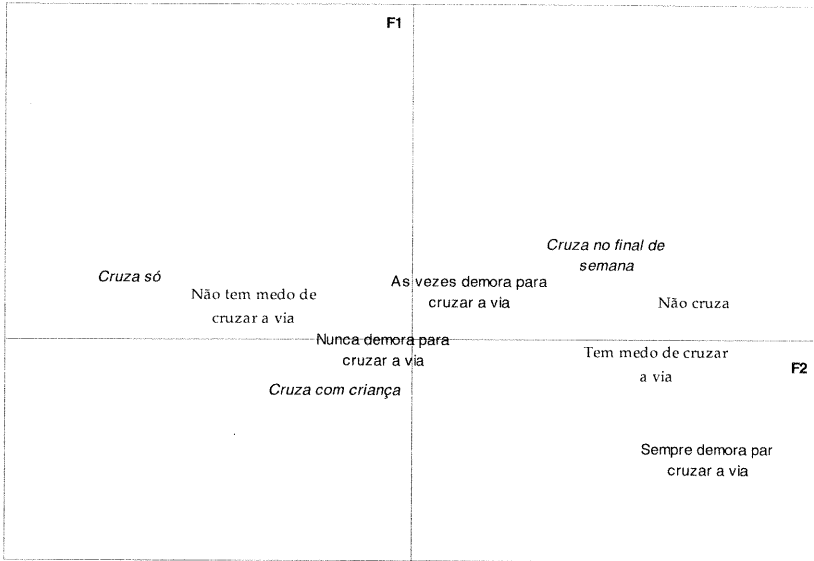 F1
Cruza no final de
semana
Cruza só
As vezes demora para
cruzar a via
Não tem medo de
cruzar a via
Não cruza
Nunca demora para
cruzar a via
Tem medo de cruzar
a via
F2
Cruza com criança
Sempre demora par
cruzar a via